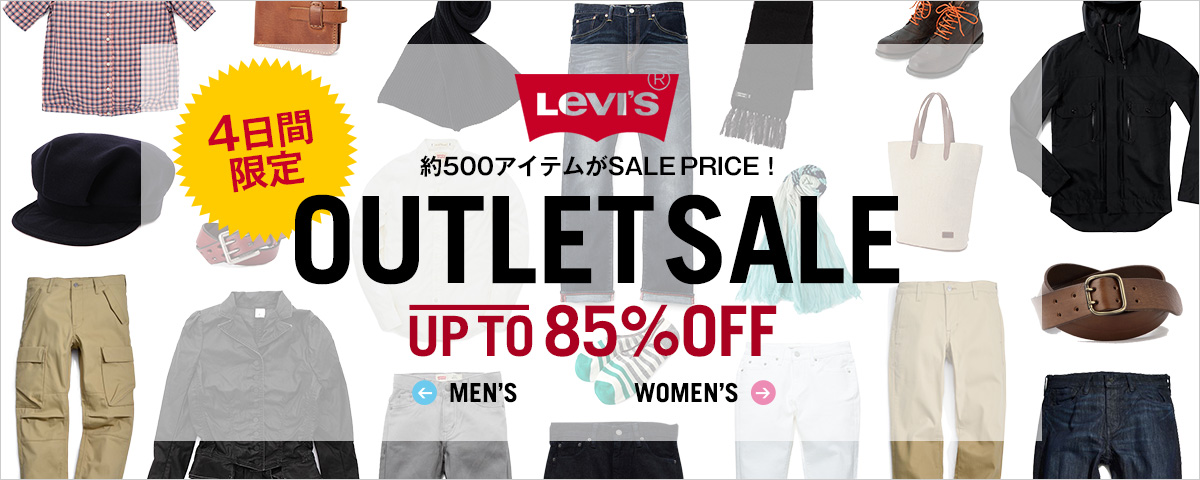 4日間
限定
LEVI'S®
約500アイテムがSALE PRICE！
OUTLET SALE
UP TO 85%OFF
MEN'S
WOMEN'S